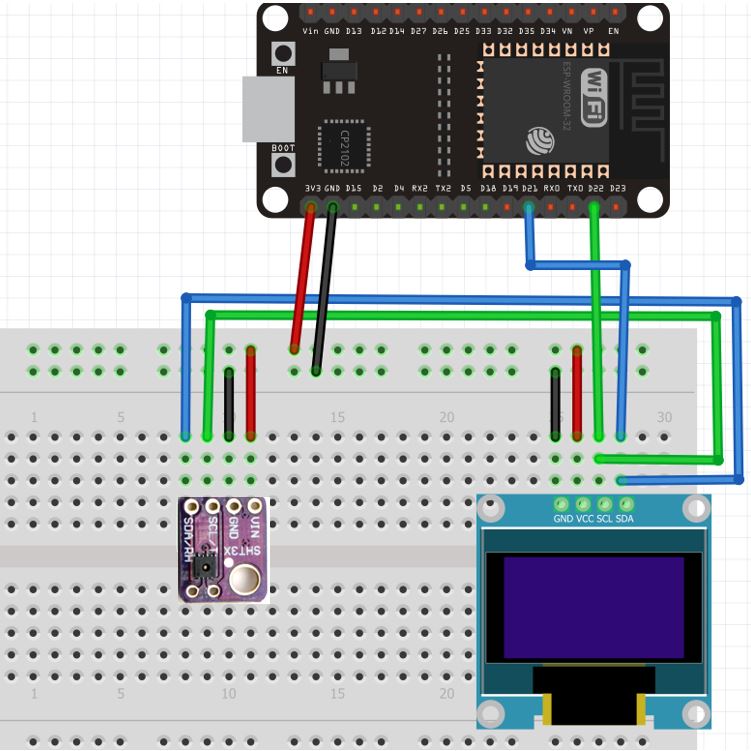 Vin GND D13 D12 D14 D27 D26 D25 D33 D32 D35 D34 VN VP EN
EN
ESP-WROOM-32
WiFi
CP2102
BOOT
3V3 GND D15 D2 D4 RX2 TX2 D5 D18 D19 D21 RX0 TX0 D22 D23
1 5 10 15 20 30
SDA/RH SCL/T GND VIN
SHT3X
GND VCC SCL SDA
1 5 10 15 20